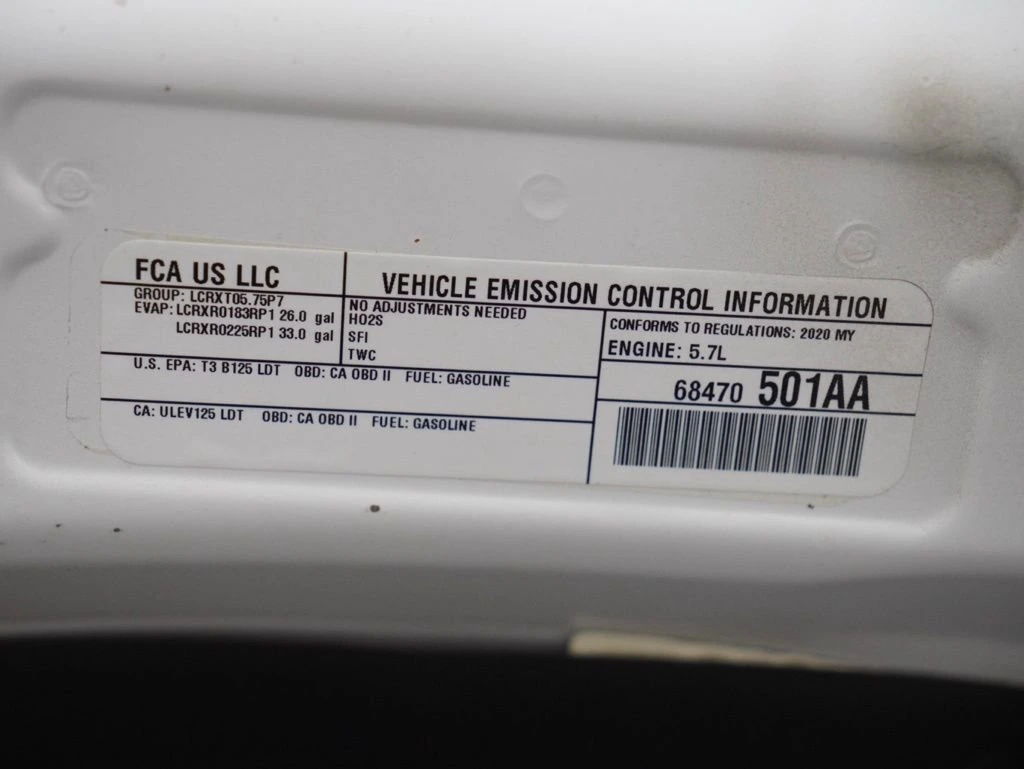 FCA US LLC
GROUP: LCRXT05.75P7
EVAP: LCRXR0183RP1 26.0 gal
LCRXR0225RP1 33.0 gal
VEHICLE EMISSION CONTROL INFORMATION
NO ADJUSTMENTS NEEDED
HO2S
SFI
TWC
CONFORMS TO REGULATIONS: 2020 MY
ENGINE: 5.7L
U.S. EPA: T3 B125 LDT OBD: CA OBD II FUEL: GASOLINE
CA: ULEV125 LDT OBD: CA OBD II FUEL: GASOLINE
68470 501AA